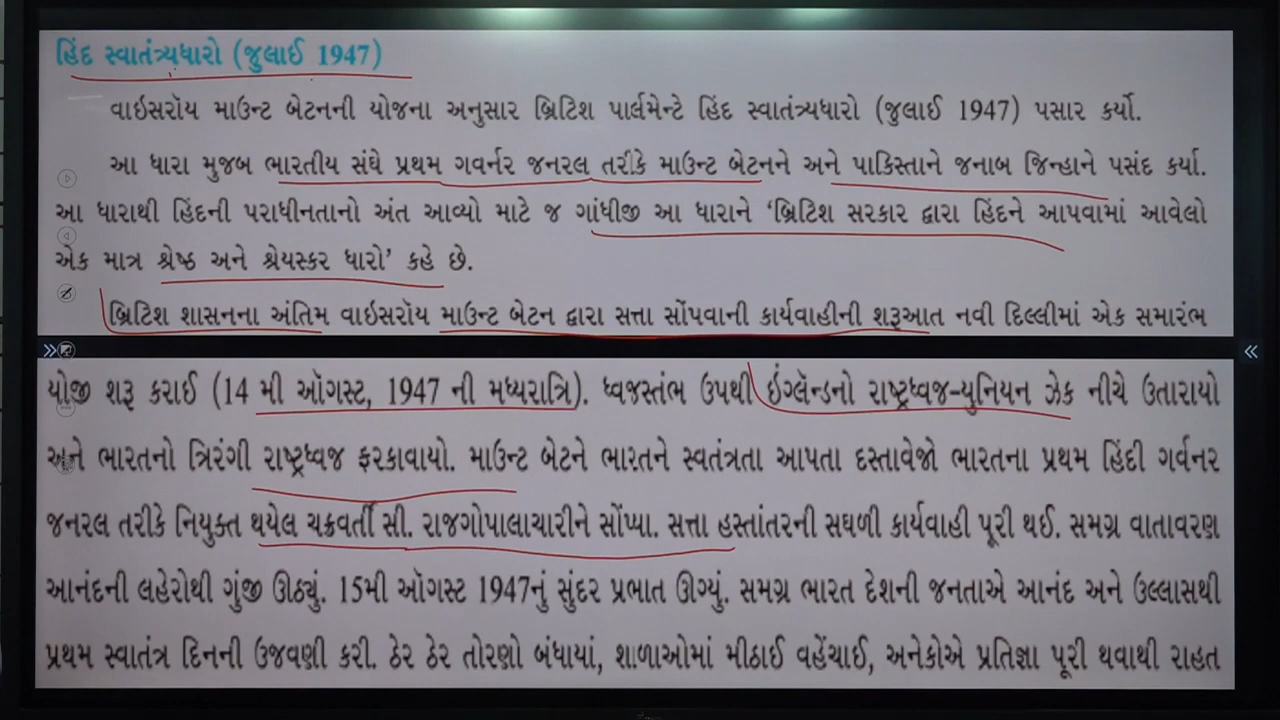 હિંદ સ્વાતંત્ર્યધારો (જુલાઈ 1947)
વાઇસરૉય માઉન્ટ બેટનની યોજના અનુસાર બ્રિટિશ પાર્લમેન્ટે હિંદ સ્વાતંત્ર્યધારો (જુલાઈ 1947) પસાર કર્યો.
આ ધારા મુજબ ભારતીય સંઘે પ્રથમ ગવર્નર જનરલ તરીકે માઉન્ટ બેટનને અને પાકિસ્તાને જનાબ જિન્હાને પસંદ કર્યા.
આ ધારાથી હિંદની પરાધીનતાનો અંત આવ્યો માટે જ ગાંધીજી આ ધારાને ‘બ્રિટિશ સરકાર દ્વારા હિંદને આપવામાં આવેલો
એક માત્ર શ્રેષ્ઠ અને શ્રેયસ્કર ધારો’ કહે છે.
બ્રિટિશ શાસનના અંતિમ વાઇસરૉય માઉન્ટ બેટન દ્વારા સત્તા સોંપવાની કાર્યવાહીની શરૂઆત નવી દિલ્લીમાં એક સમારંભ
યોજી શરૂ કરાઈ (14 મી ઑગસ્ટ, 1947 ની મધ્યરાત્રિ). ધ્વજસ્તંભ ઉપથી ઇંગ્લૅન્ડનો રાષ્ટ્રધ્વજ-યુનિયન ઝેક નીચે ઉતારાયો
અને ભારતનો ત્રિરંગી રાષ્ટ્રધ્વજ ફરકાવાયો. માઉન્ટ બેટને ભારતને સ્વતંત્રતા આપતા દસ્તાવેજો ભારતના પ્રથમ હિંદી ગર્વનર
જનરલ તરીકે નિયુક્ત થયેલ ચક્રવર્તી સી. રાજગોપાલાચારીને સોંપ્યા. સત્તા હસ્તાંતરની સઘળી કાર્યવાહી પૂરી થઈ. સમગ્ર વાતાવરણ
આનંદની લહેરોથી ગુંજી ઊઠ્યું. 15મી ઑગસ્ટ 1947નું સુંદર પ્રભાત ઊગ્યું. સમગ્ર ભારત દેશની જનતાએ આનંદ અને ઉલ્લાસથી
પ્રથમ સ્વાતંત્ર દિનની ઉજવણી કરી. ઠેર ઠેર તોરણો બંધાયાં, શાળાઓમાં મીઠાઈ વહેંચાઈ, અનેકોએ પ્રતિજ્ઞા પૂરી થવાથી રાહત